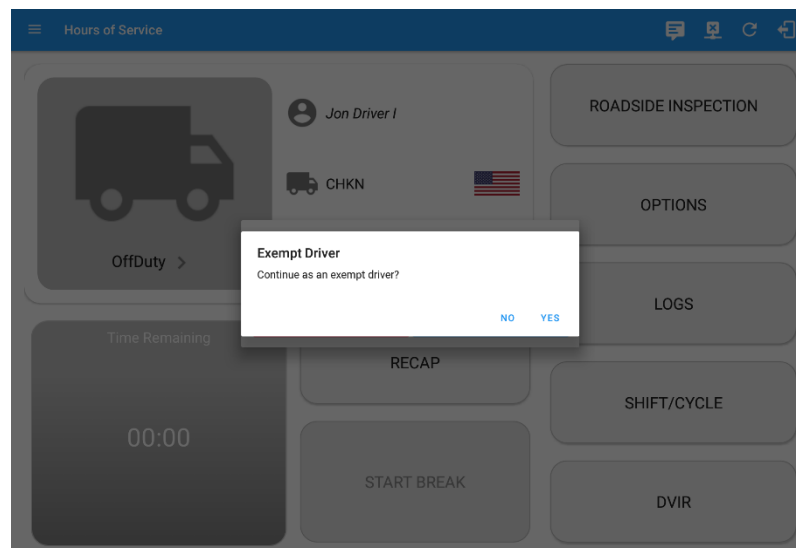 Hours of Service
Jon Driver I
CHKN
OffDuty >
Time Remaining
00:00
Exempt Driver
Continue as an exempt driver?
NO YES
RECAP
START BREAK
ROADSIDE INSPECTION
OPTIONS
LOGS
SHIFT/CYCLE
DVIR